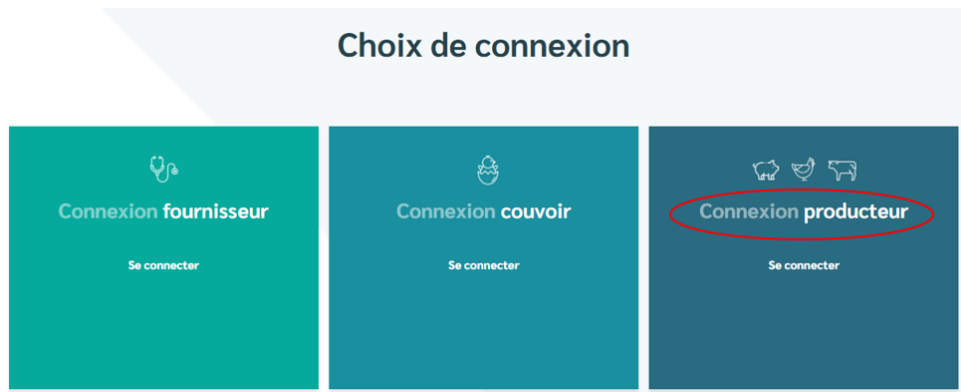 Choix de connexion
Connexion fournisseur
Se connecter
Connexion couvoir
Se connecter
Connexion producteur
Se connecter